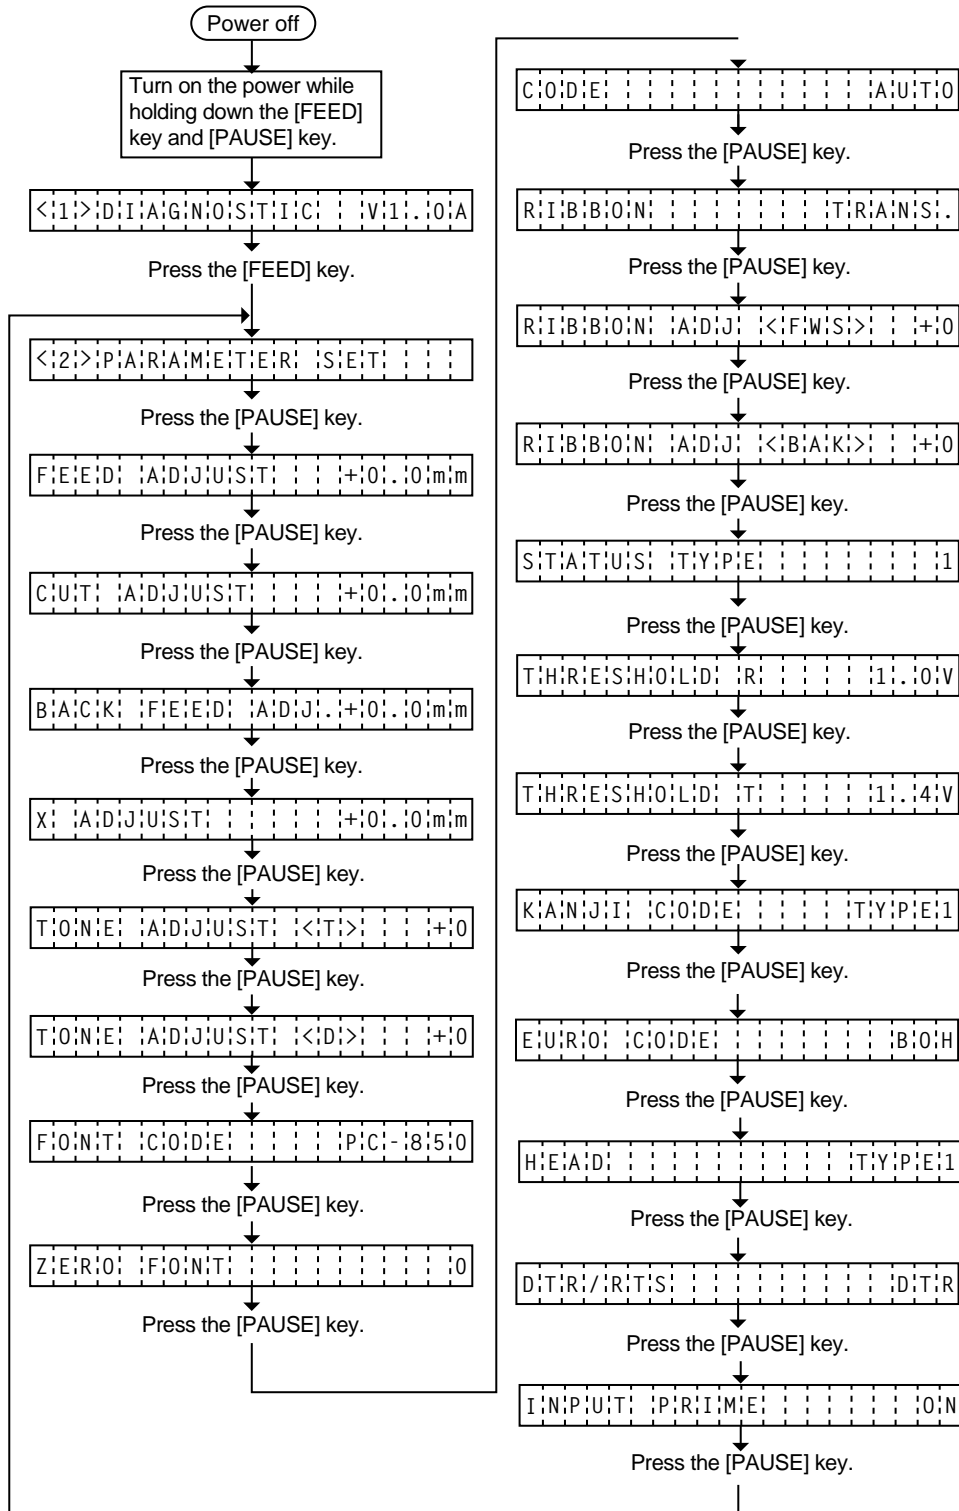 Power off
Turn on the power while
holding down the [FEED]
key and [PAUSE] key.
<1>DIAGNOSTIC V1.0A
Press the [FEED] key.
<2>PARAMETER SET
Press the [PAUSE] key.
FEED ADJUST +0.0mm
Press the [PAUSE] key.
CUT ADJUST +0.0mm
Press the [PAUSE] key.
BACK FEED ADJ.+0.0mm
Press the [PAUSE] key.
X ADJUST +0.0mm
Press the [PAUSE] key.
TONE ADJUST <T> +0
Press the [PAUSE] key.
TONE ADJUST <D> +0
Press the [PAUSE] key.
FONT CODE PC-850
Press the [PAUSE] key.
ZERO FONT 0
Press the [PAUSE] key.
CODE AUTO
Press the [PAUSE] key.
RIBBON TRANS.
Press the [PAUSE] key.
RIBBON ADJ <FWS> +0
Press the [PAUSE] key.
RIBBON ADJ <BAK> +0
Press the [PAUSE] key.
STATUS TYPE 1
Press the [PAUSE] key.
THRESHOLD R 1.0V
Press the [PAUSE] key.
THRESHOLD T 1.4V
Press the [PAUSE] key.
KANJI CODE TYPE1
Press the [PAUSE] key.
EURO CODE B0H
Press the [PAUSE] key.
HEAD TYPE1
Press the [PAUSE] key.
DTR/RTS DTR
Press the [PAUSE] key.
INPUT PRIME ON
Press the [PAUSE] key.